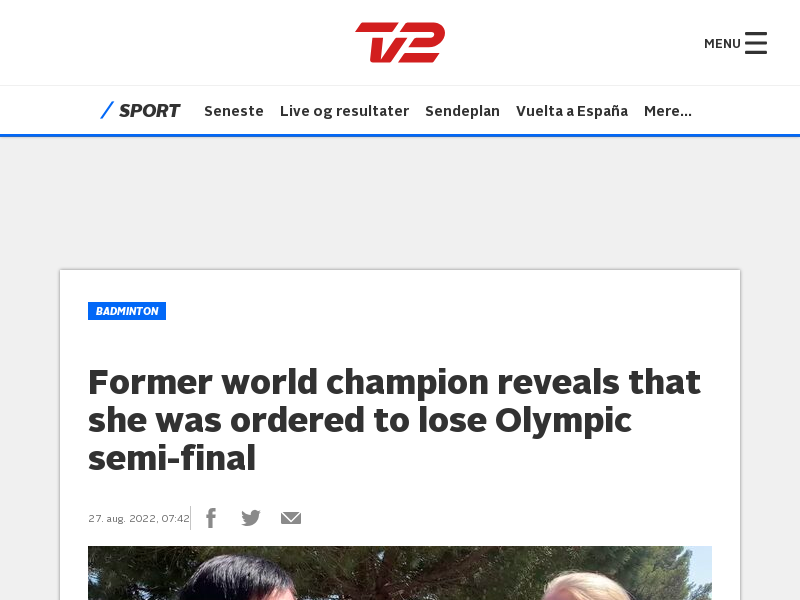 TV2
MENU
/ SPORT Seneste Live og resultater Sendeplan Vuelta a España Mere...
BADMINTON
Former world champion reveals that
she was ordered to lose Olympic
semi-final
27. aug. 2022, 07:42